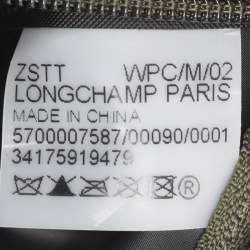 ZSTT WPC/M/02
LONGCHAMP PARIS
MADE IN CHINA
5700007587/00090/0001
34175919479